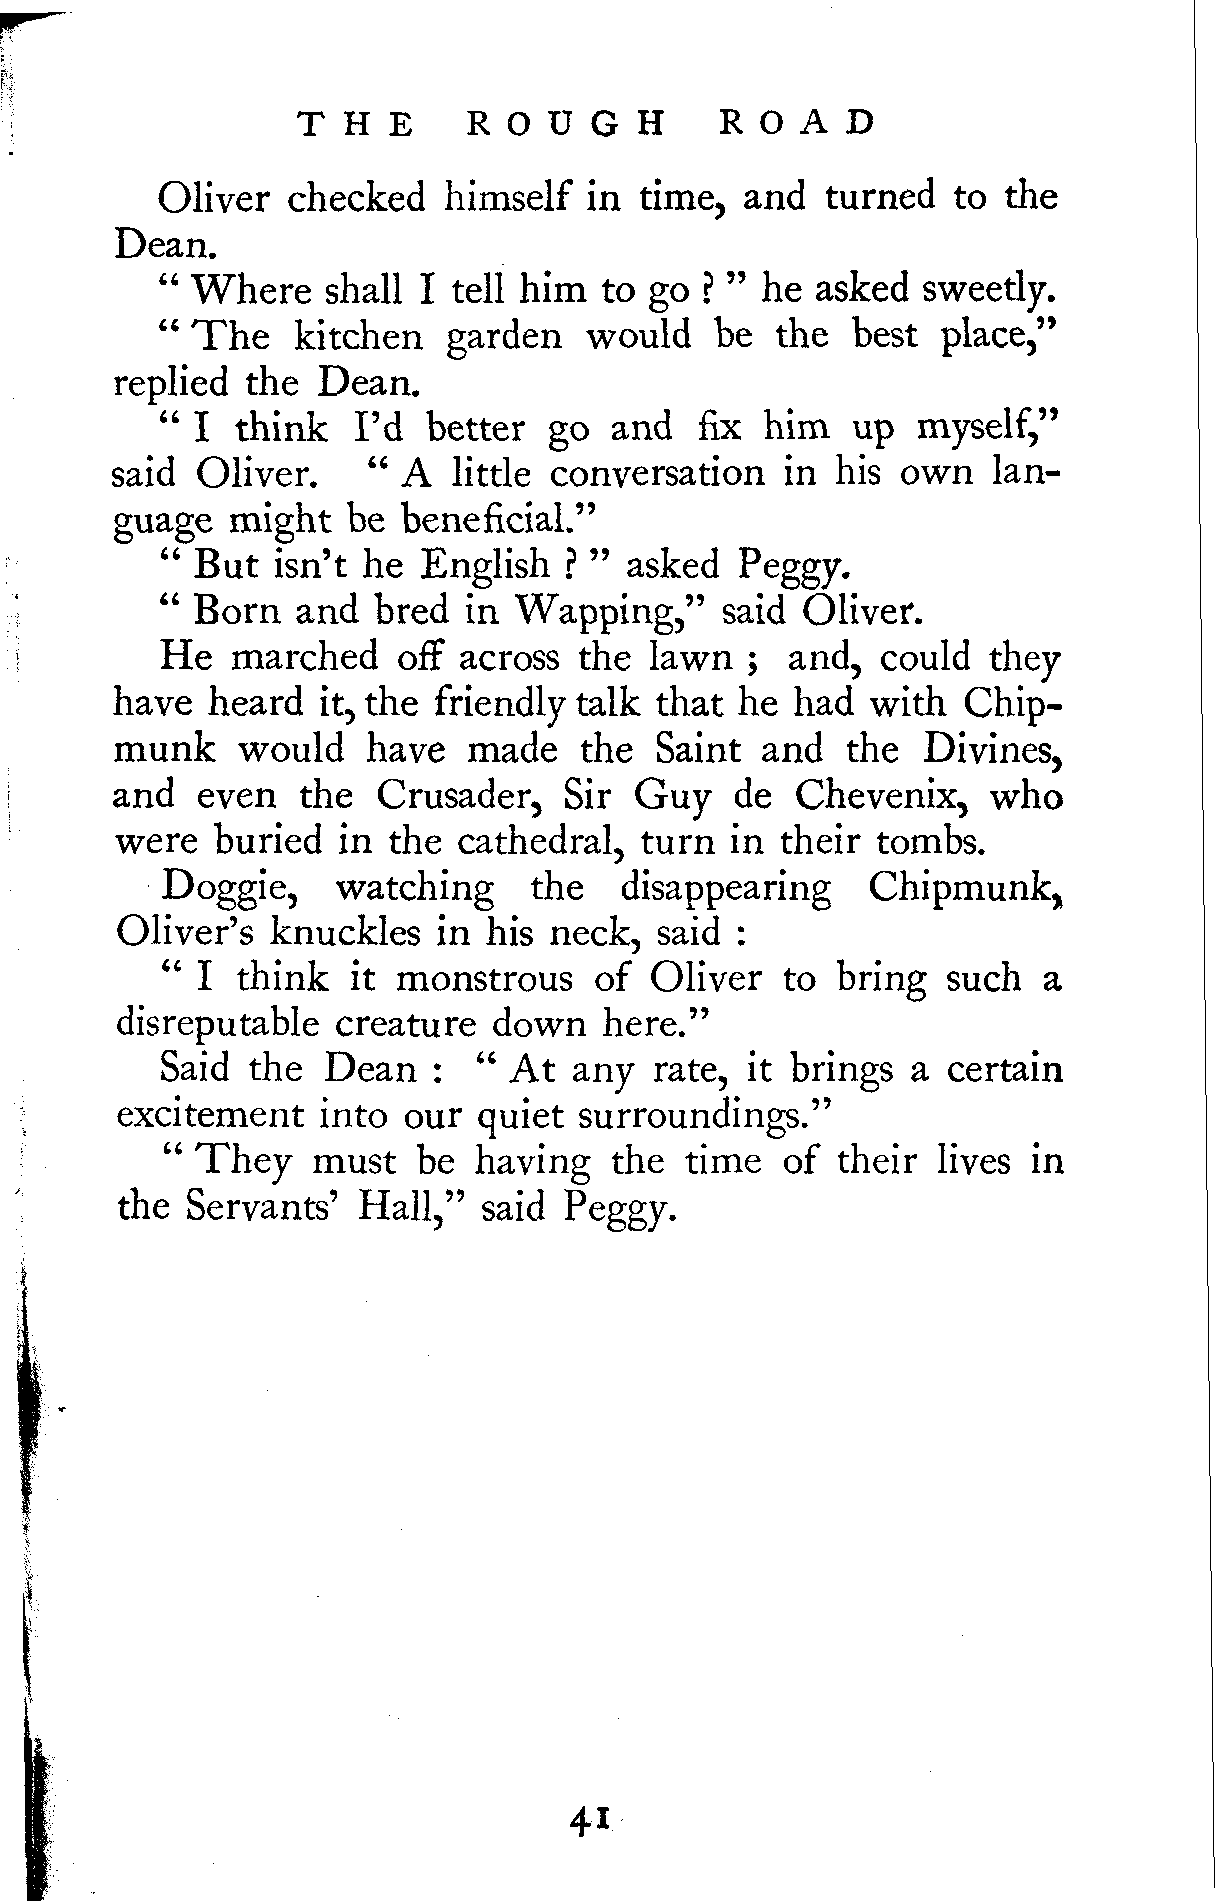 THE ROUGH ROAD
Oliver checked himself in time, and turned to the
Dean.
“ Where shall I tell him to go ? ” he asked sweetly.
“ The kitchen garden would be the best place,”
replied the Dean.
“ I think I’d better go and fix him up myself,”
said Oliver. “ A little conversation in his own lan-
guage might be beneficial.”
“ But isn’t he English ? ” asked Peggy.
“ Born and bred in Wapping,” said Oliver.
He marched off across the lawn ; and, could they
have heard it, the friendly talk that he had with Chip-
munk would have made the Saint and the Divines,
and even the Crusader, Sir Guy de Chevenix, who
were buried in the cathedral, turn in their tombs.
Doggie, watching the disappearing Chipmunk,
Oliver’s knuckles in his neck, said :
“ I think it monstrous of Oliver to bring such a
disreputable creature down here.”
Said the Dean : “ At any rate, it brings a certain
excitement into our quiet surroundings.”
“ They must be having the time of their lives in
the Servants’ Hall,” said Peggy.
41